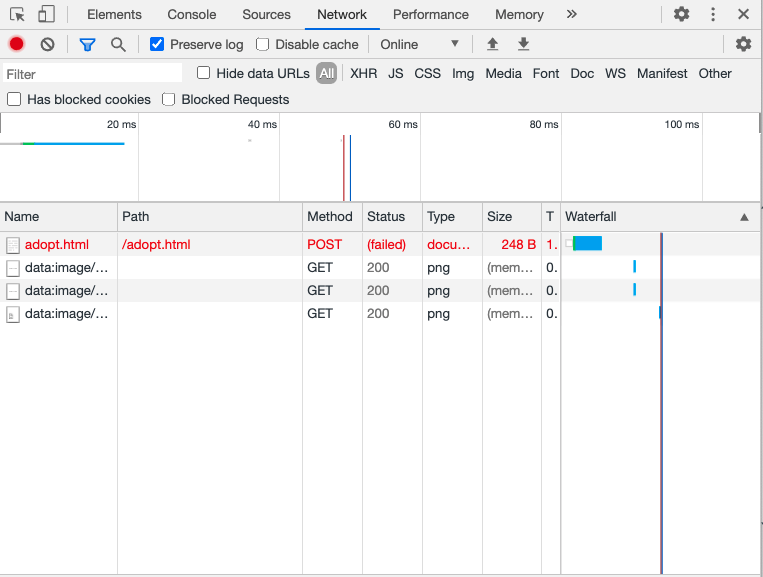 Elements Console Sources Network Performance Memory »
Preserve log Disable cache Online
Filter Hide data URLs All XHR JS CSS Img Media Font Doc WS Manifest Other
Has blocked cookies Blocked Requests
20 ms 40 ms 60 ms 80 ms 100 ms
Name Path Method Status Type Size T Waterfall
adopt.html /adopt.html POST (failed) docu... 248 B 1.
data:image/... GET 200 png (mem... 0.
data:image/... GET 200 png (mem... 0.
data:image/... GET 200 png (mem... 0.